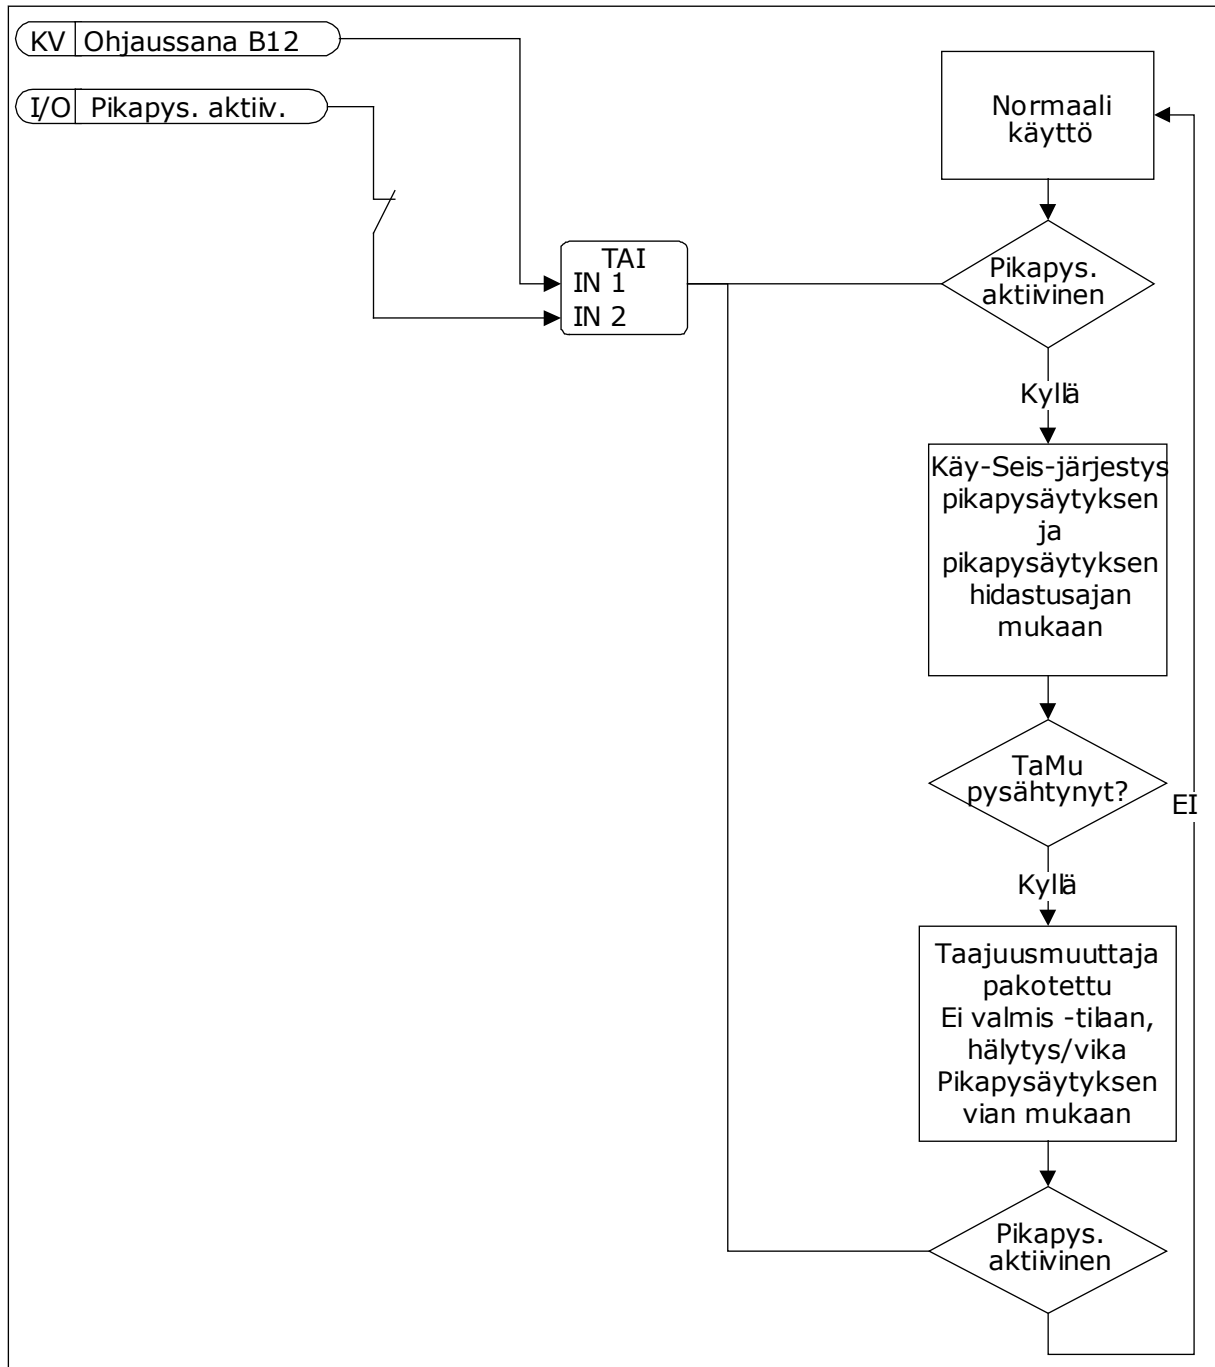 KV Ohjaussana B12
I/O Pikapys. aktiiv.
TAI
IN 1
IN 2
Normaali
käyttö
Pikapys.
aktiivinen
Kyllä
Käy-Seis-järjestys
pikapysäytyksen
ja
pikapysäytyksen
hidastusajan
mukaan
TaMu
pysähtynyt?
EI
Kyllä
Taajuusmuuttaja
pakotettu
Ei valmis -tilaan,
hälytys/vika
Pikapysäytyksen
vian mukaan
Pikapys.
aktiivinen